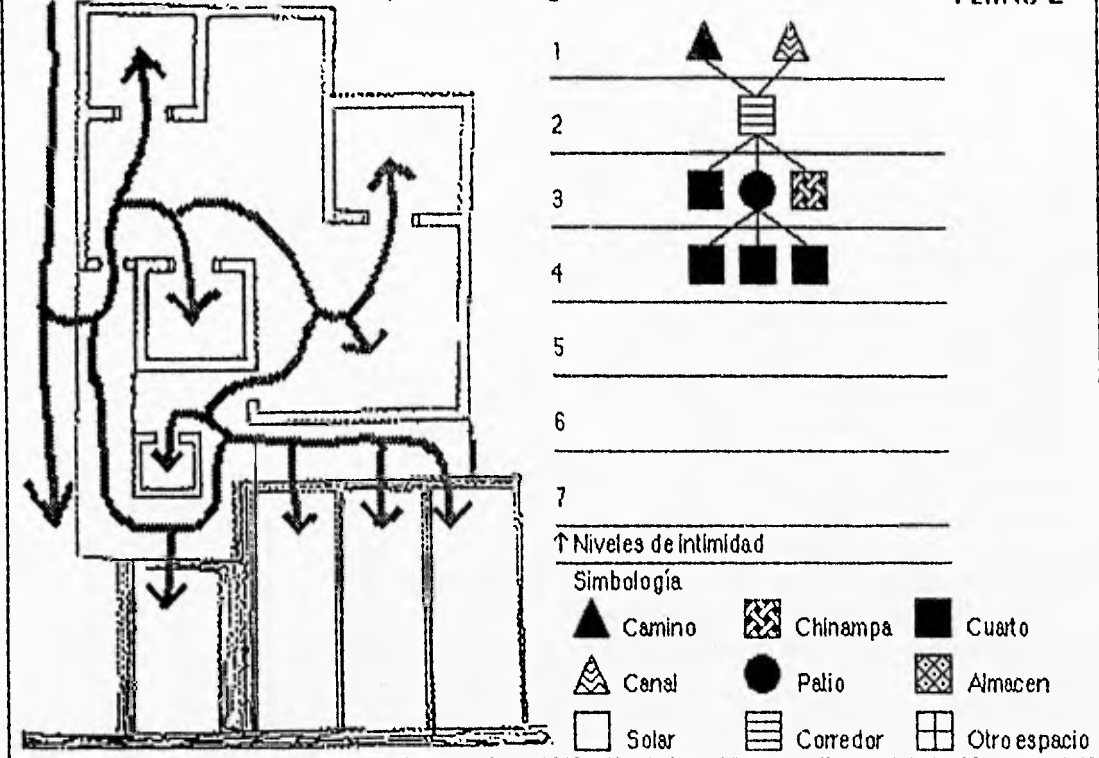 1
2
3
4
5
6
7
↑ Niveles de intimidad
Simbología
Camino Chinampa Cuarto
Canal Patio Almacen
Solar Corredor Otro espacio